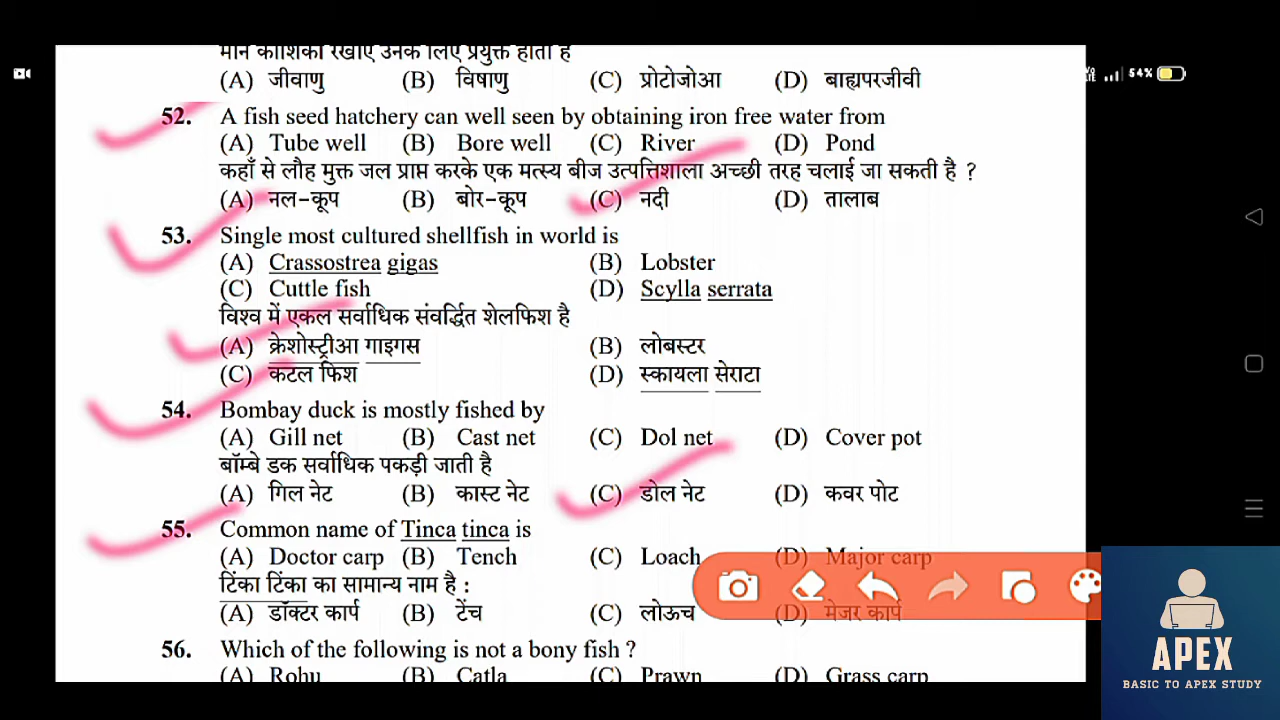 मान कोशिका रेखाएँ उनके लिए प्रयुक्त होता है
(A) जीवाणु (B) विषाणु (C) प्रोटोजोआ (D) बाह्यपरजीवी
54%
52. A fish seed hatchery can well seen by obtaining iron free water from
(A) Tube well (B) Bore well (C) River (D) Pond
कहाँ से लौह मुक्त जल प्राप्त करके एक मत्स्य बीज उत्पत्तिशाला अच्छी तरह चलाई जा सकती है ?
(A) नल-कूप (B) बोर-कूप (C) नदी (D) तालाब
53. Single most cultured shellfish in world is
(A) Crassostrea gigas (B) Lobster
(C) Cuttle fish (D) Scylla serrata
विश्व में एकल सर्वाधिक संवर्द्धित शेलफिश है
(A) क्रेशोस्ट्रीआ गाइगस (B) लोबस्टर
(C) कटल फिश (D) स्कायला सेराटा
54. Bombay duck is mostly fished by
(A) Gill net (B) Cast net (C) Dol net (D) Cover pot
बॉम्बे डक सर्वाधिक पकड़ी जाती है
(A) गिल नेट (B) कास्ट नेट (C) डोल नेट (D) कवर पोट
55. Common name of Tinca tinca is
(A) Doctor carp (B) Tench (C) Loach (D) Major carp
टिंका टिंका का सामान्य नाम है :
(A) डॉक्टर कार्प (B) टेंच (C) लोऊच (D) मेजर कार्प
56. Which of the following is not a bony fish ?
(A) Rohu (B) Catla (C) Prawn (D) Grass carp
APEX
BASIC TO APEX STUDY